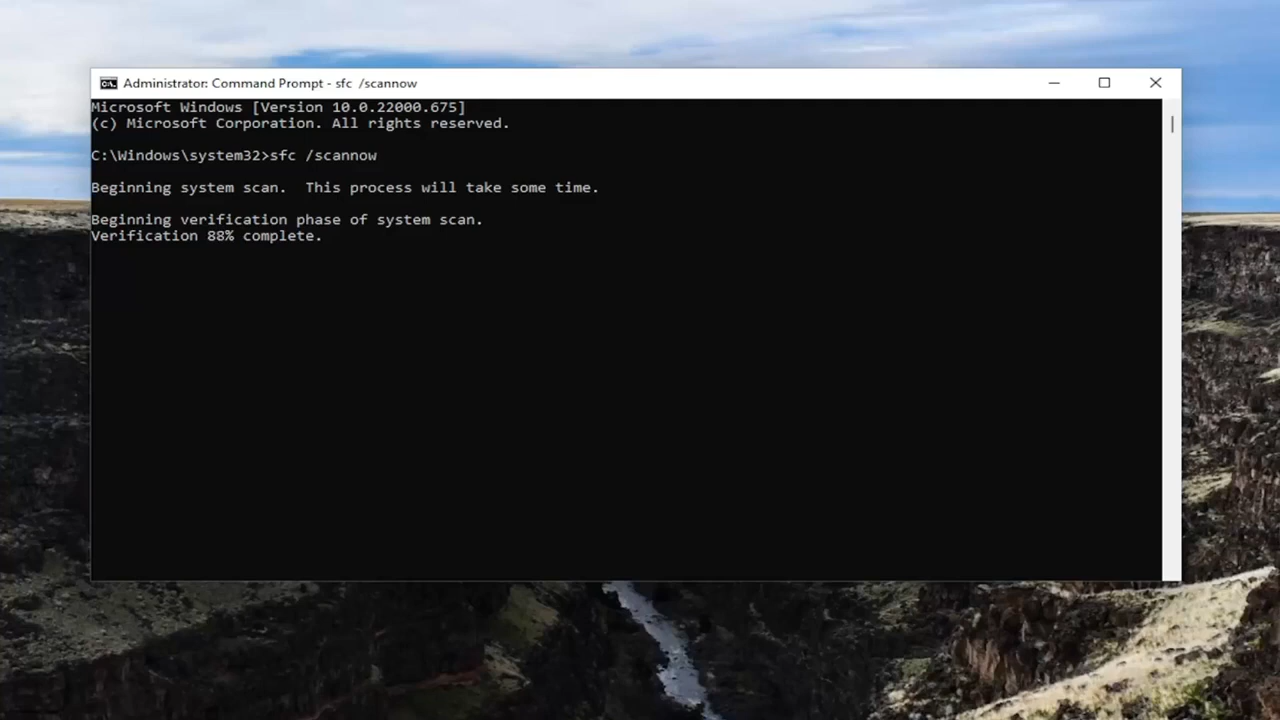 Administrator: Command Prompt - sfc  /scannow
Microsoft Windows [Version 10.0.22000.675]
(c) Microsoft Corporation. All rights reserved.
C:\Windows\system32>sfc /scannow
Beginning system scan.  This process will take some time.
Beginning verification phase of system scan.
Verification 88% complete.